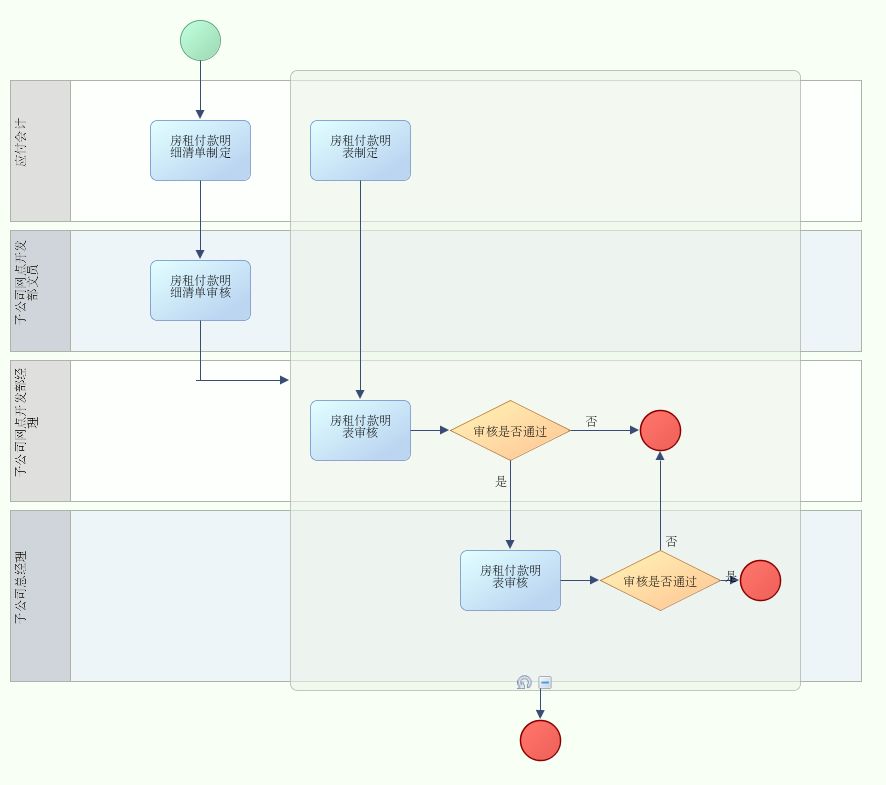 应付会计
房租付款明
细清单制定
房租付款明
表制定
子公司网点开发
部文员
房租付款明
细清单审核
子公司网点开发部经
理
房租付款明
表审核
审核是否通过
否
是
子公司总经理
房租付款明
表审核
审核是否通过
否
是